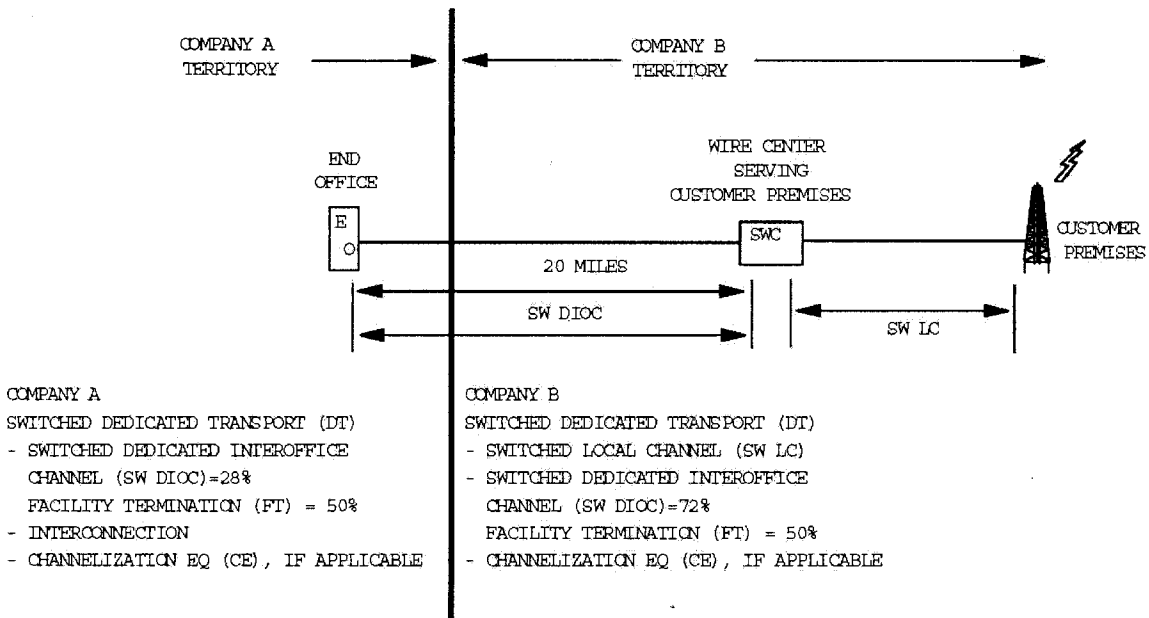 COMPANY A
TERRITORY
COMPANY B
TERRITORY
END
OFFICE
WIRE CENTER
SERVING
CUSTOMER PREMISES
E
O
SWC
CUSTOMER
PREMISES
20 MILES
SW DIOC
SW LC
COMPANY A
SWITCHED DEDICATED TRANSPORT (DT)
- SWITCHED DEDICATED INTEROFFICE
CHANNEL (SW DIOC)=28%
FACILITY TERMINATION (FT) = 50%
- INTERCONNECTION
- CHANNELIZATION EQ (CE), IF APPLICABLE
COMPANY B
SWITCHED DEDICATED TRANSPORT (DT)
- SWITCHED LOCAL CHANNEL (SW LC)
- SWITCHED DEDICATED INTEROFFICE
CHANNEL (SW DIOC)=72%
FACILITY TERMINATION (FT) = 50%
- CHANNELIZATION EQ (CE), IF APPLICABLE